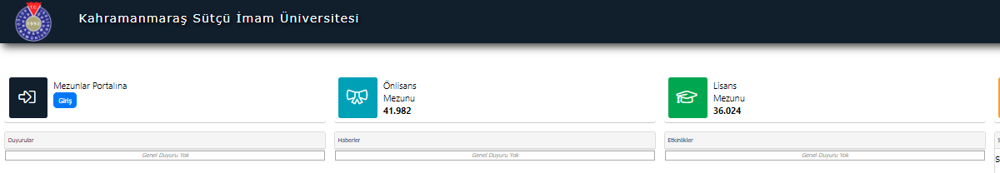 Kahramanmaraş Sütçü İmam Üniversitesi
Mezunlar Portalına
Giriş
Önlisans
Mezunu
41.982
Lisans
Mezunu
36.024
Duyurular
Haberler
Etkinlikler
S
Genel Duyuru Yok
Genel Duyuru Yok
Genel Duyuru Yok
S